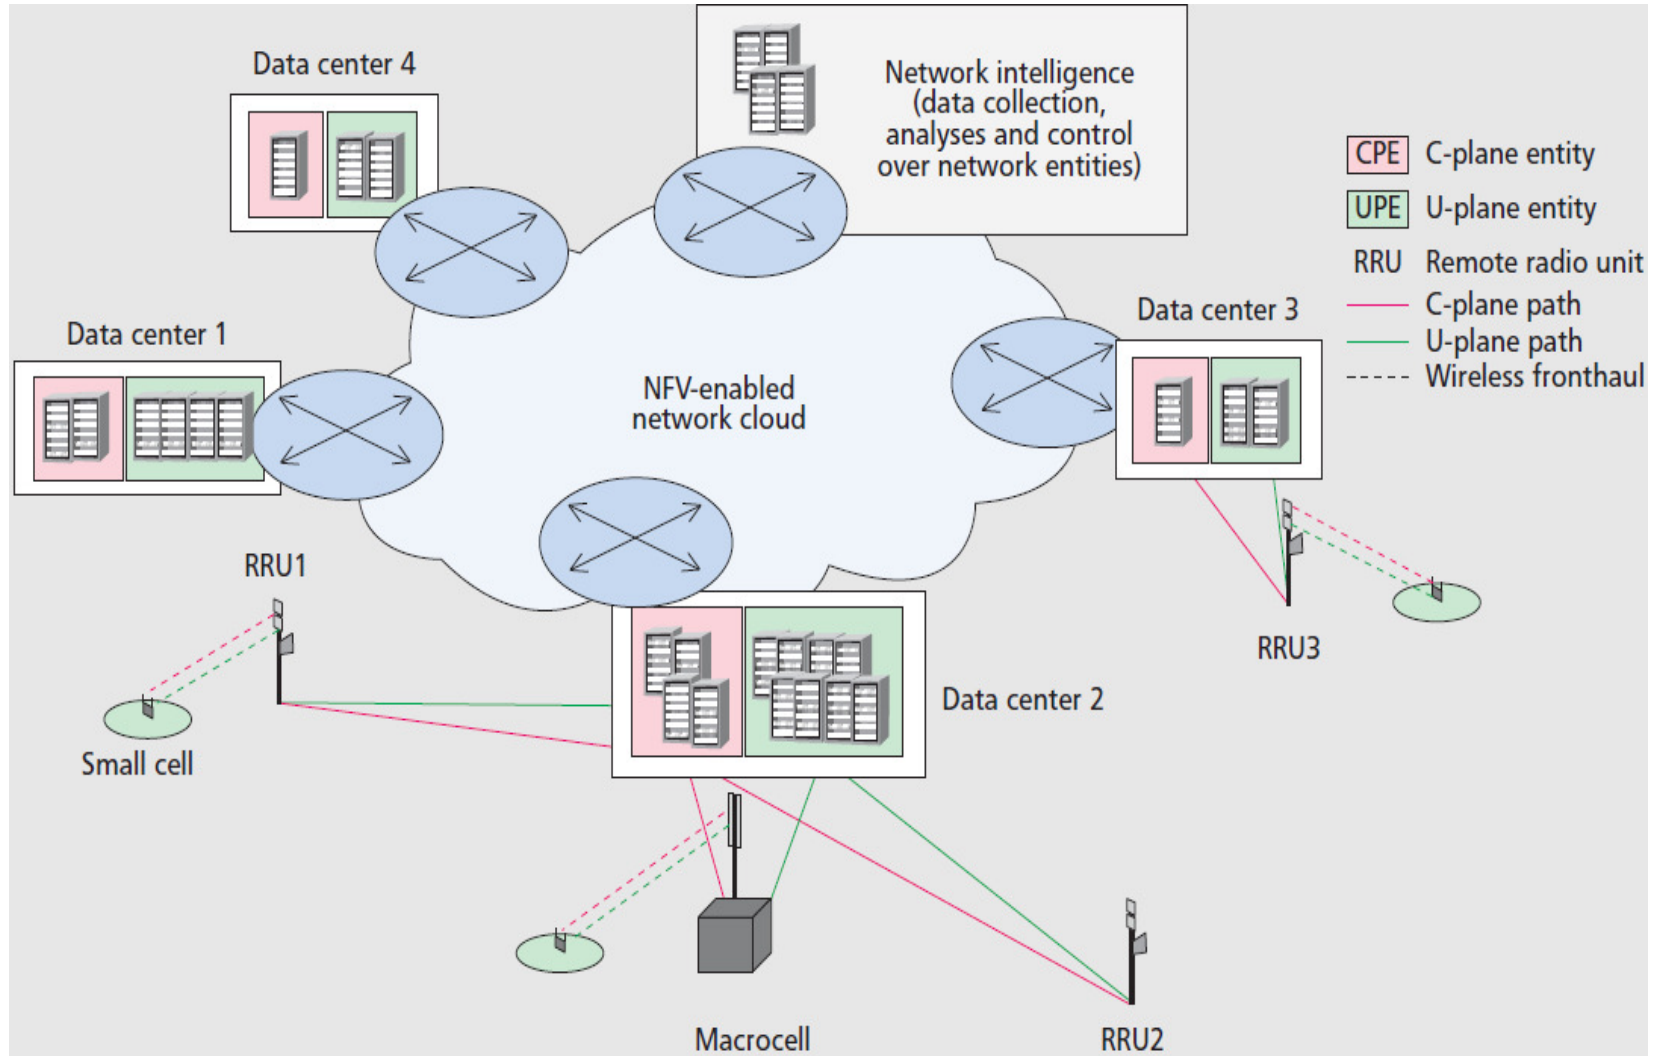 Data center 4
Network intelligence
(data collection,
analyses and control
over network entities)
CPE C-plane entity
UPE U-plane entity
RRU Remote radio unit
C-plane path
U-plane path
Wireless fronthaul
Data center 3
Data center 1
NFV-enabled
network cloud
RRU1
RRU3
Data center 2
Small cell
Macrocell
RRU2